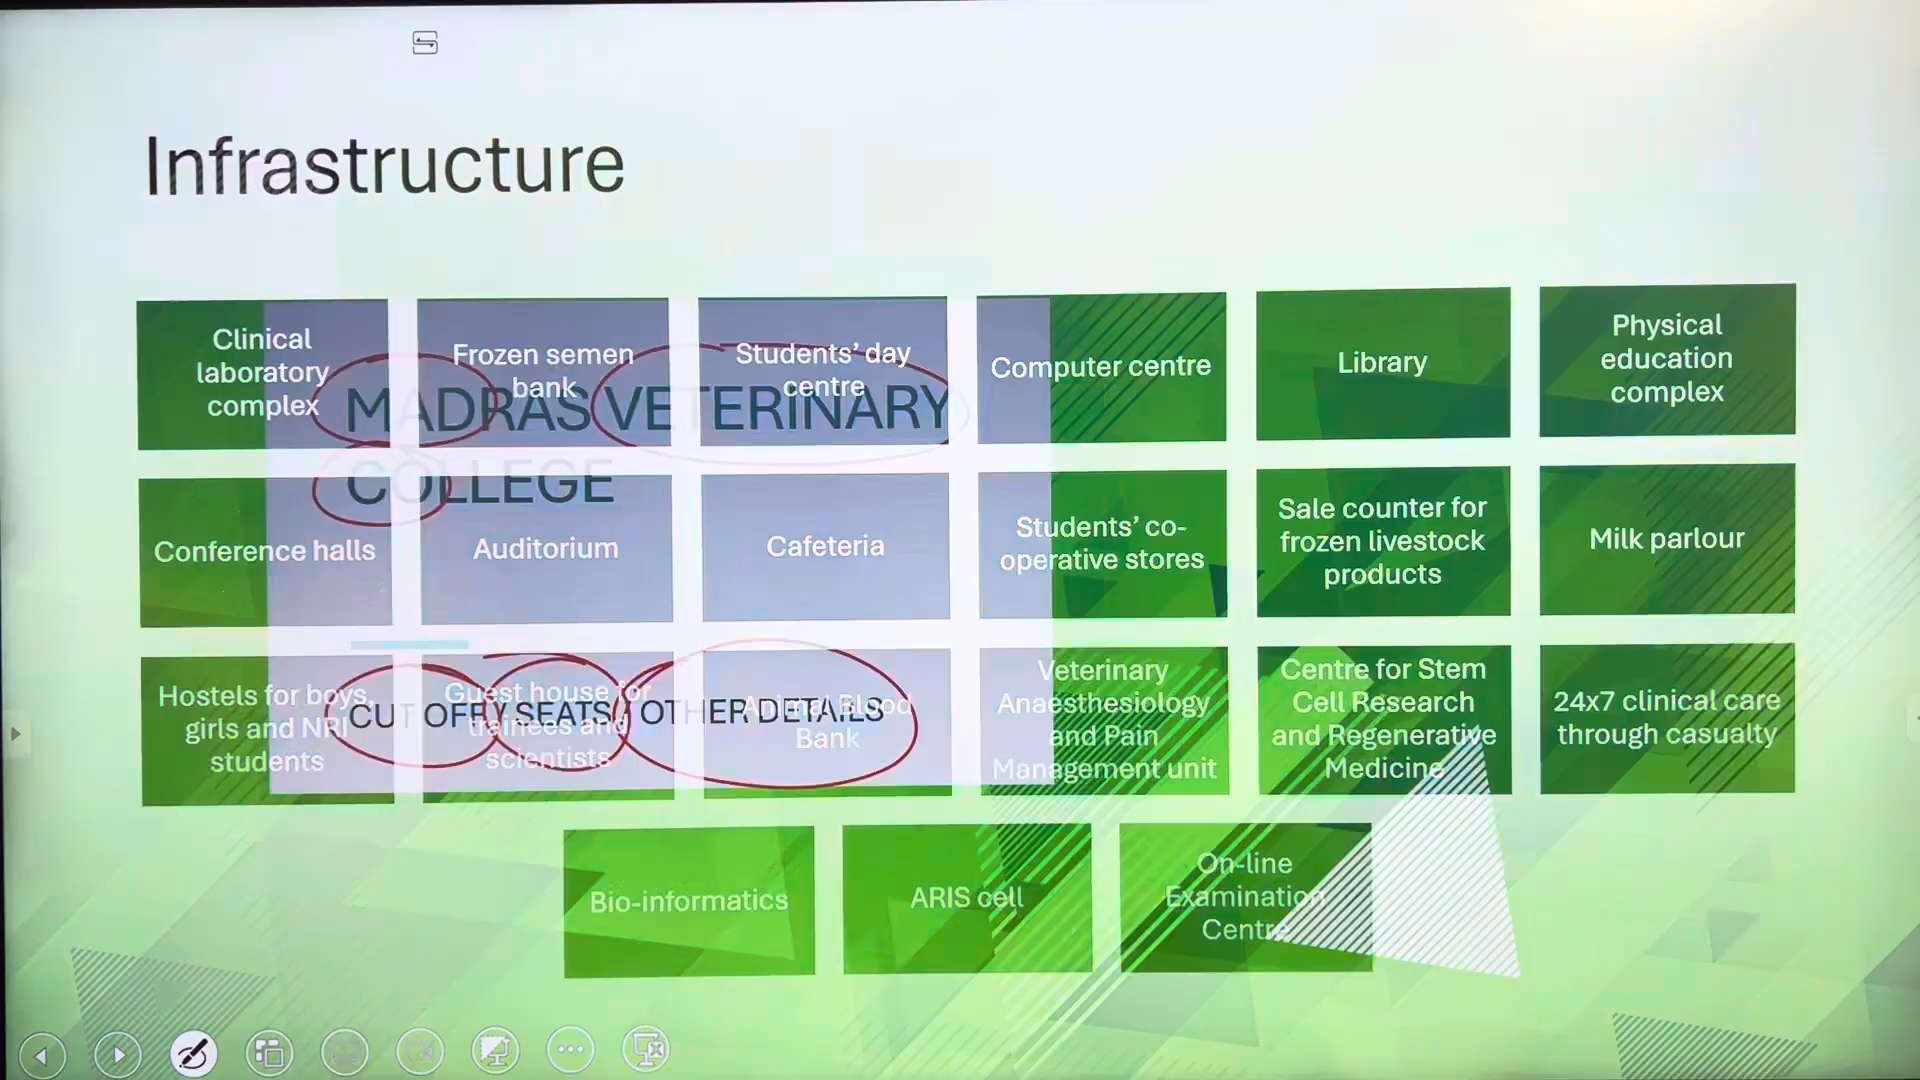 Infrastructure
Clinical
laboratory
complex
Frozen semen
bank
Students' day
centre
Computer centre
Library
Physical
education
complex
MADRAS VETERINARY
COLLEGE
Conference halls
Auditorium
Cafeteria
Students' co-
operative stores
Sale counter for
frozen livestock
products
Milk parlour
Hostels for boys,
girls and NRI
students
Guest house for
trainees and
scientists
Animal Blood
Bank
Veterinary
Anaesthesiology
and Pain
Management unit
Centre for Stem
Cell Research
and Regenerative
Medicine
24x7 clinical care
through casualty
CUT OFF, SEATS, OTHER DETAILS
Bio-informatics
ARIS cell
On-line
Examination
Centre